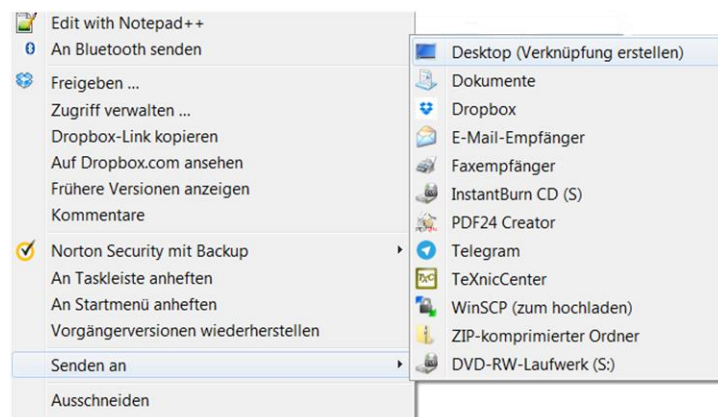 Edit with Notepad++
An Bluetooth senden
Freigeben ...
Zugriff verwalten ...
Dropbox-Link kopieren
Auf Dropbox.com ansehen
Frühere Versionen anzeigen
Kommentare
Norton Security mit Backup
An Taskleiste anheften
An Startmenü anheften
Vorgängerversionen wiederherstellen
Senden an
Ausschneiden
Desktop (Verknüpfung erstellen)
Dokumente
Dropbox
E-Mail-Empfänger
Faxempfänger
InstantBurn CD (S)
PDF24 Creator
Telegram
TeXnicCenter
WinSCP (zum hochladen)
ZIP-komprimierter Ordner
DVD-RW-Laufwerk (S:)